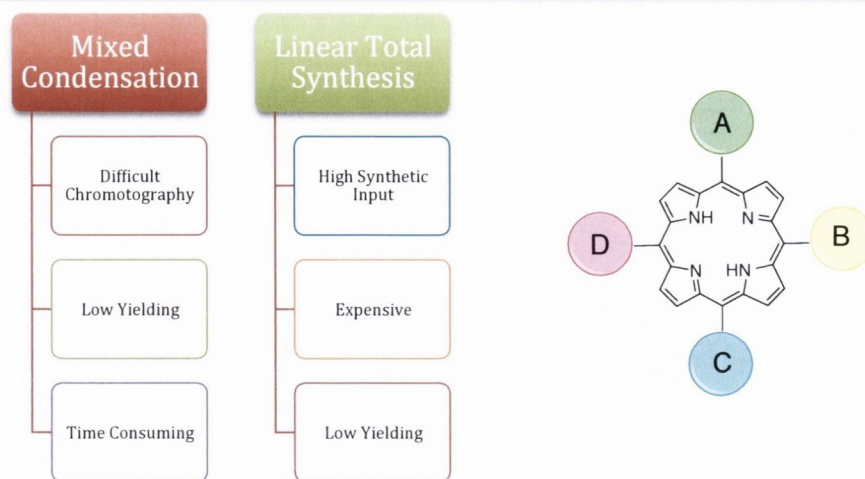 Mixed
Condensation
Difficult
Chromotography
Low Yielding
Time Consuming
Linear Total
Synthesis
High Synthetic
Input
Expensive
Low Yielding
A
NH
N
D
B
N
HN
C